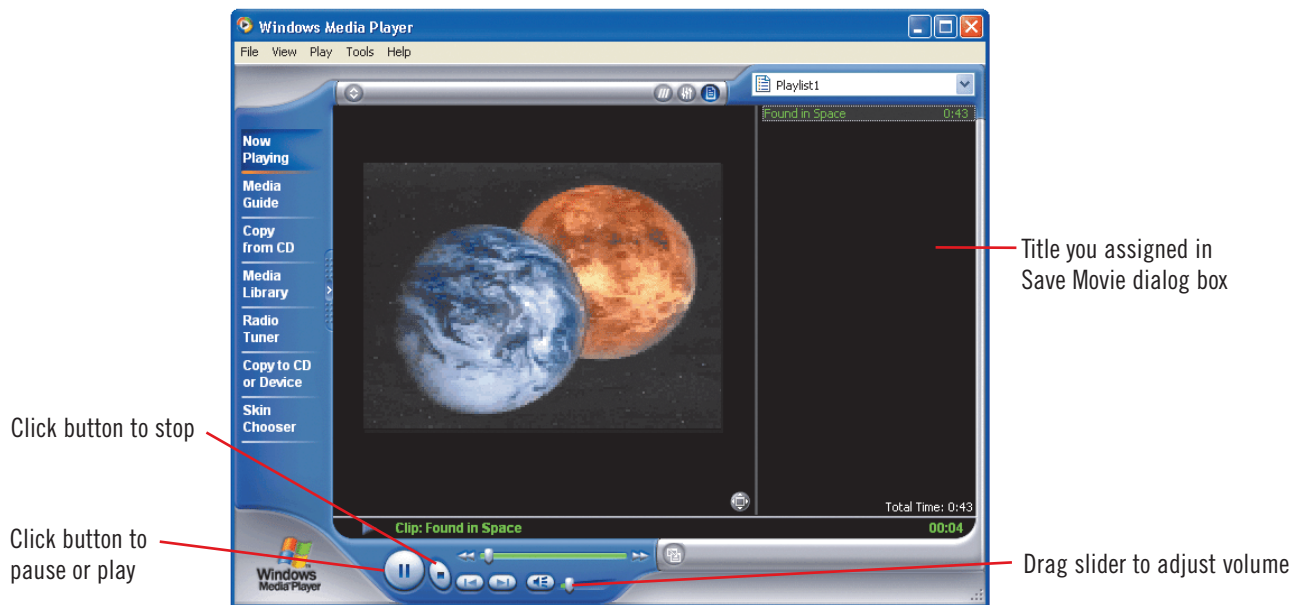 Windows Media Player
File View Play Tools Help
Playlist1
Found in Space 0:43
Now
Playing
Media
Guide
Copy
from CD
Media
Library
Radio
Tuner
Copy to CD
or Device
Skin
Chooser
Title you assigned in
Save Movie dialog box
Click button to stop
Total Time: 0:43
Clip: Found in Space 00:04
Click button to
pause or play
Windows
Media Player
Drag slider to adjust volume